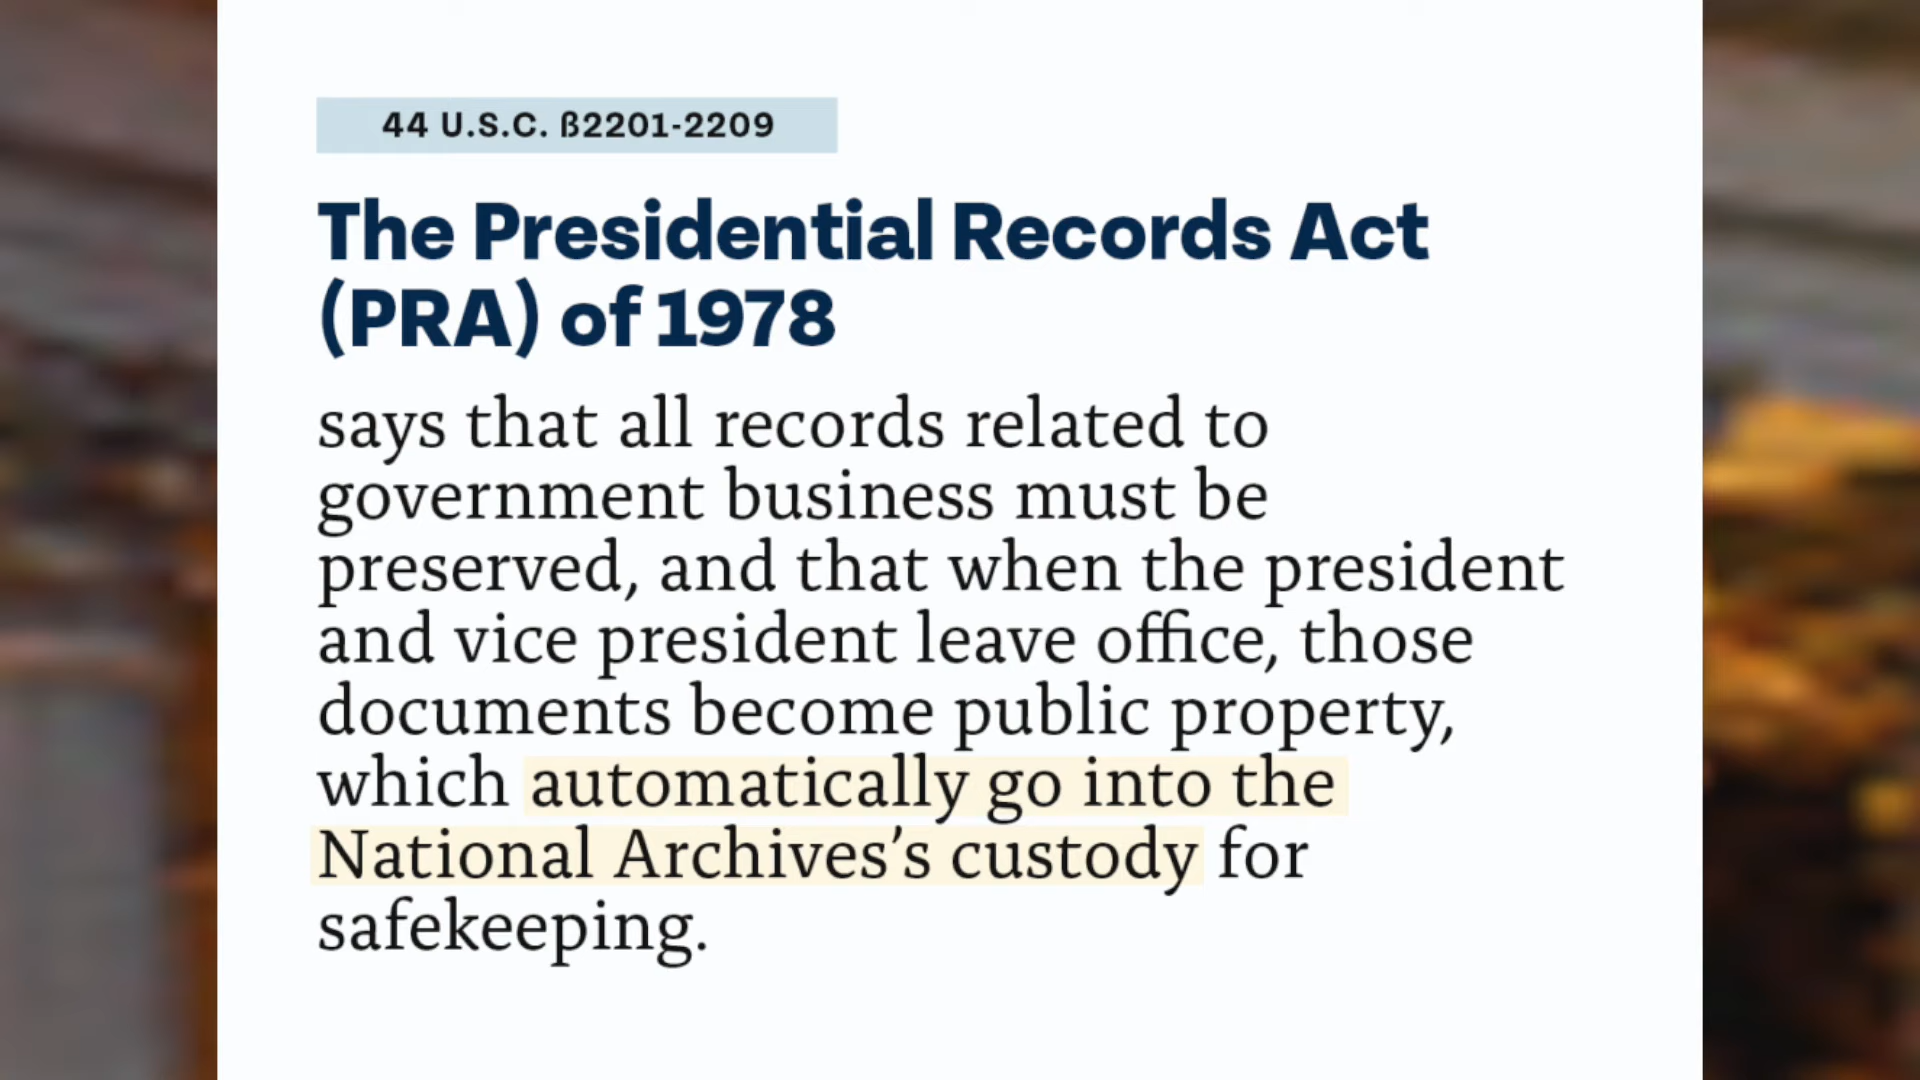 44 U.S.C. ß2201-2209
The Presidential Records Act
(PRA) of 1978
says that all records related to
government business must be
preserved, and that when the president
and vice president leave office, those
documents become public property,
which automatically go into the
National Archives’s custody for
safekeeping.